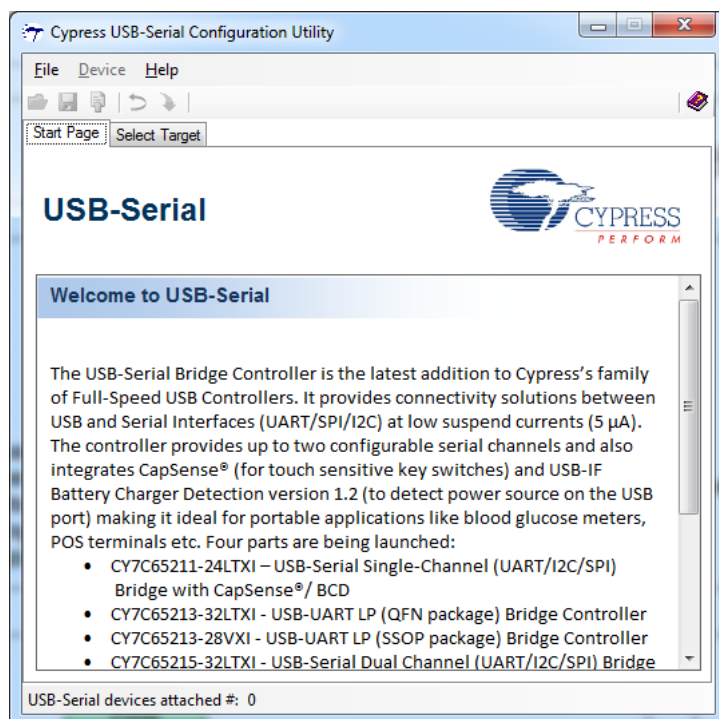 Cypress USB-Serial Configuration Utility
File Device Help
Start Page Select Target
USB-Serial
CYPRESS
PERFORM
Welcome to USB-Serial
The USB-Serial Bridge Controller is the latest addition to Cypress's family
of Full-Speed USB Controllers. It provides connectivity solutions between
USB and Serial Interfaces (UART/SPI/I2C) at low suspend currents (5 µA).
The controller provides up to two configurable serial channels and also
integrates CapSense® (for touch sensitive key switches) and USB-IF
Battery Charger Detection version 1.2 (to detect power source on the USB
port) making it ideal for portable applications like blood glucose meters,
POS terminals etc. Four parts are being launched:
• CY7C65211-24LTXI – USB-Serial Single-Channel (UART/I2C/SPI)
Bridge with CapSense®/ BCD
• CY7C65213-32LTXI - USB-UART LP (QFN package) Bridge Controller
• CY7C65213-28VXI - USB-UART LP (SSOP package) Bridge Controller
• CY7C65215-32LTXI - USB-Serial Dual Channel (UART/I2C/SPI) Bridge
USB-Serial devices attached #: 0